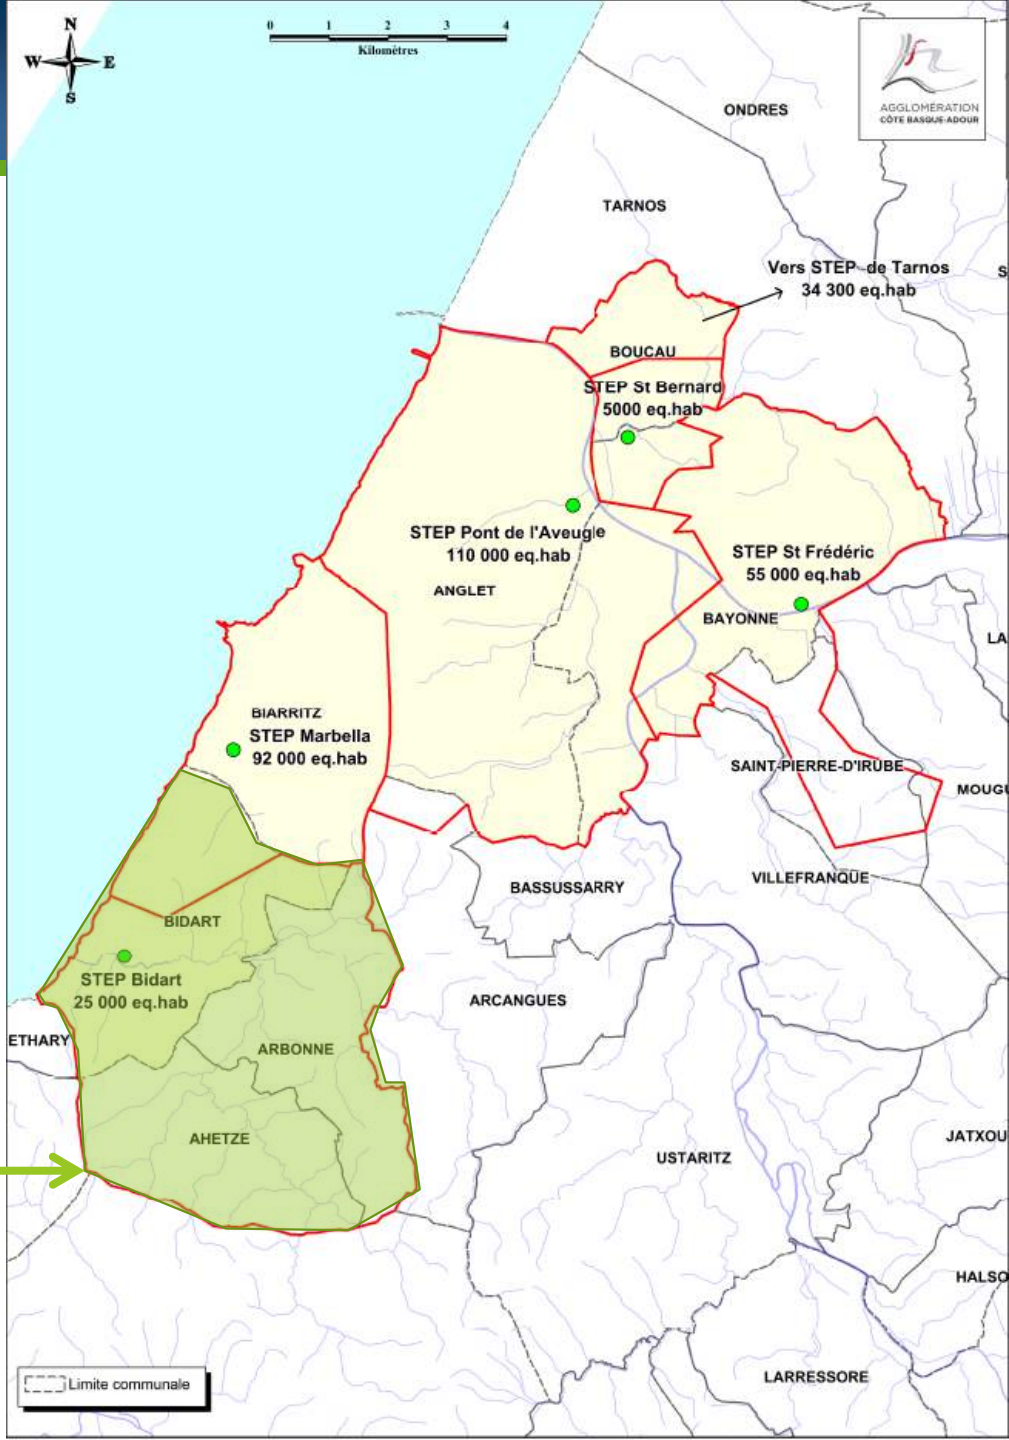 N
W E
S
0 1 2 3 4
Kilomètres
AGGLOMÉRATION
CÔTE BASQUE-ADOUR
ONDRES
TARNOS
Vers STEP de Tarnos
34 300 eq.hab
S
BOUCAU
STEP St Bernard
5000 eq.hab
STEP Pont de l'Aveugle
110 000 eq.hab
STEP St Frédéric
55 000 eq.hab
ANGLET
BAYONNE
LA
BIARRITZ
STEP Marbella
92 000 eq.hab
SAINT-PIERRE-D'IRUBE
MOUGU
BASSUSSARRY
VILLEFRANQUE
BIDART
STEP Bidart
25 000 eq.hab
ARCANGUES
ETHARY
ARBONNE
AHETZE
JATXOU
USTARITZ
HALSO
LARRESSORE
Limite communale